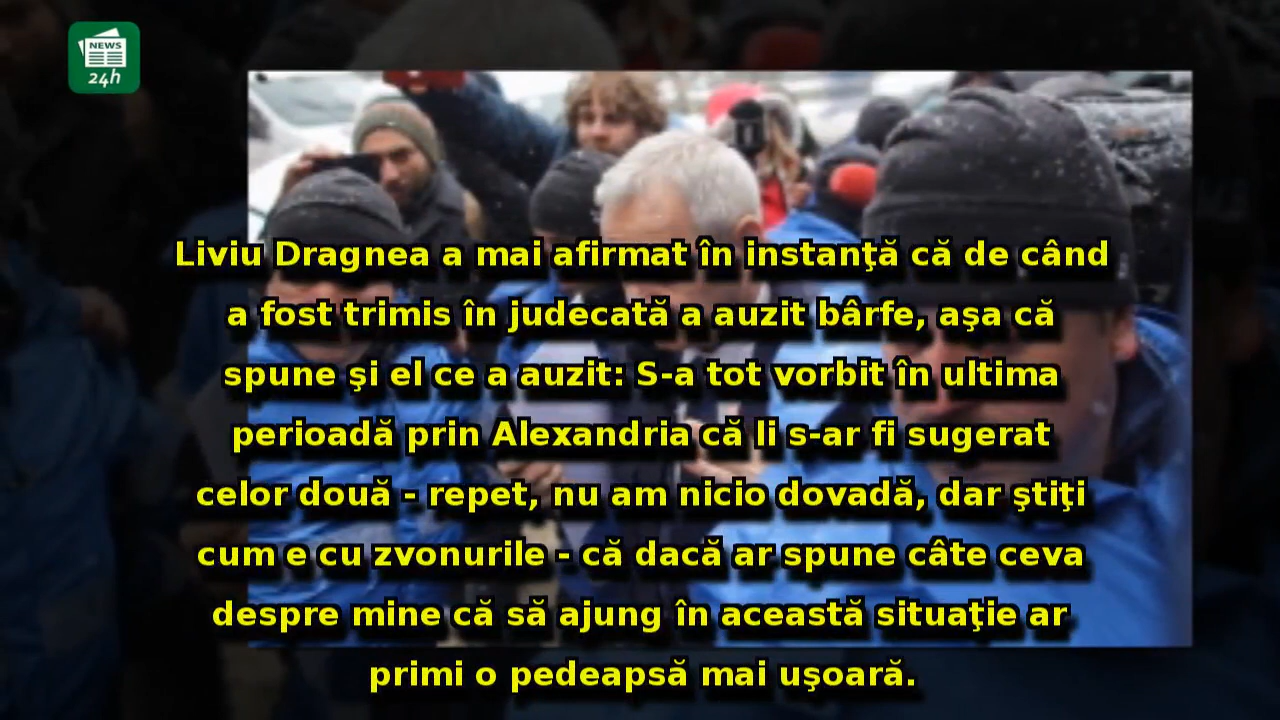 NEWS
24h
Liviu Dragnea a mai afirmat în instanţă că de când
a fost trimis în judecată a auzit bârfe, aşa că
spune şi el ce a auzit: S-a tot vorbit în ultima
perioadă prin Alexandria că li s-ar fi sugerat
celor două - repet, nu am nicio dovadă, dar ştiţi
cum e cu zvonurile - că dacă ar spune câte ceva
despre mine că să ajung în această situaţie ar
primi o pedeapsă mai uşoară.